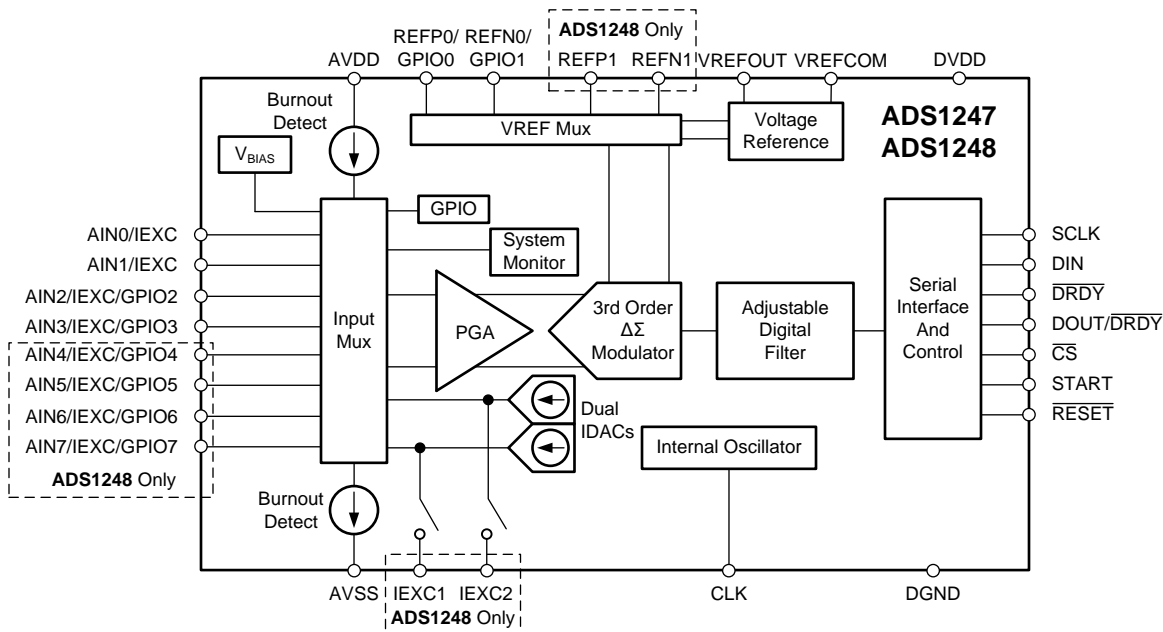 ADS1248 Only
REFP0/
GPIO0
REFN0/
GPIO1
REFP1
REFN1
AVDD
VREFOUT
VREFCOM
DVDD
Burnout
Detect
VREF Mux
Voltage
Reference
ADS1247
ADS1248
VBIAS
GPIO
System
Monitor
AIN0/IEXC
AIN1/IEXC
AIN2/IEXC/GPIO2
AIN3/IEXC/GPIO3
AIN4/IEXC/GPIO4
AIN5/IEXC/GPIO5
AIN6/IEXC/GPIO6
AIN7/IEXC/GPIO7
ADS1248 Only
Input
Mux
PGA
3rd Order
ΔΣ
Modulator
Adjustable
Digital
Filter
Serial
Interface
And
Control
SCLK
DIN
DRDY
DOUT/DRDY
CS
START
RESET
Dual
IDACs
Internal Oscillator
Burnout
Detect
AVSS
IEXC1
IEXC2
ADS1248 Only
CLK
DGND